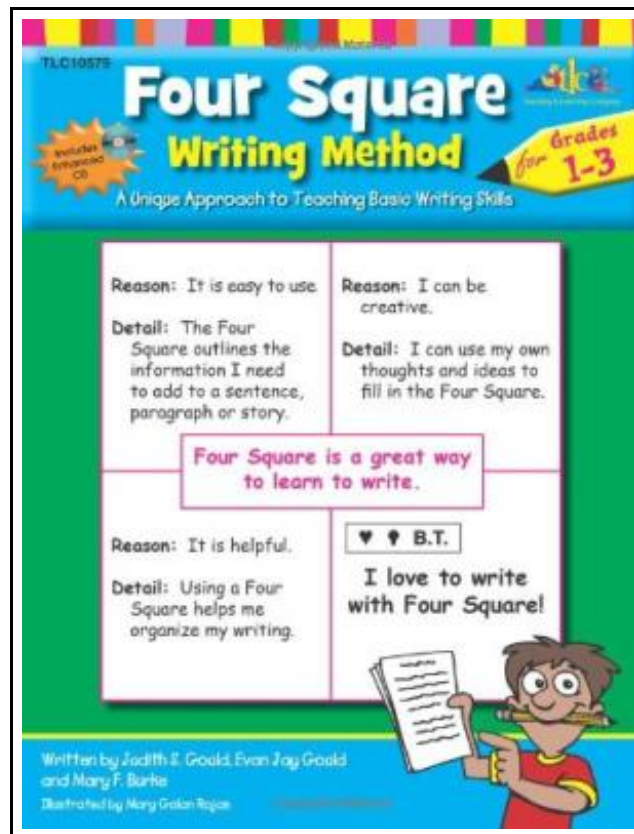 TLC10575
Four Square
Writing Method
Includes
Enhanced
CD
for Grades
1-3
A Unique Approach to Teaching Basic Writing Skills
Reason: It is easy to use
Detail: The Four
Square outlines the
information I need
to add to a sentence,
paragraph or story.
Reason: I can be
creative.
Detail: I can use my own
thoughts and ideas to
fill in the Four Square.
Four Square is a great way
to learn to write.
Reason: It is helpful.
Detail: Using a Four
Square helps me
organize my writing.
♥ B.T.
I love to write
with Four Square!
Written by Judith S. Gould, Evan Jay Gould
and Mary F. Burke
Illustrated by Mary Galan Rojas